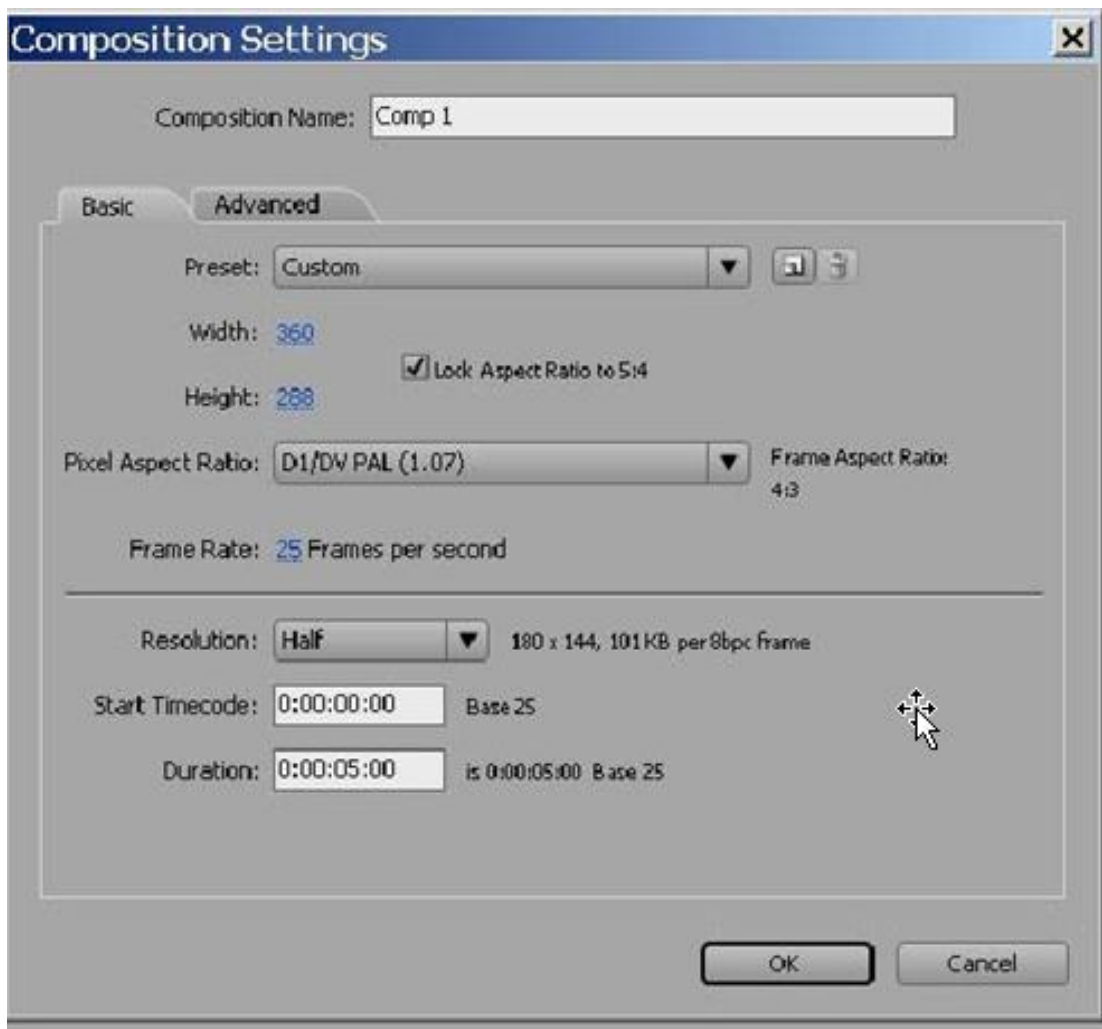 Composition Settings
Composition Name: Comp 1
Basic Advanced
Preset: Custom
Width: 360
Lock Aspect Ratio to 5:4
Height: 288
Pixel Aspect Ratio: D1/DV PAL (1.07) Frame Aspect Ratio:
4:3
Frame Rate: 25 Frames per second
Resolution: Half 180 x 144, 101 KB per 8bpc frame
Start Timecode: 0:00:00:00 Base 25
Duration: 0:00:05:00 is 0:00:05:00 Base 25
OK Cancel